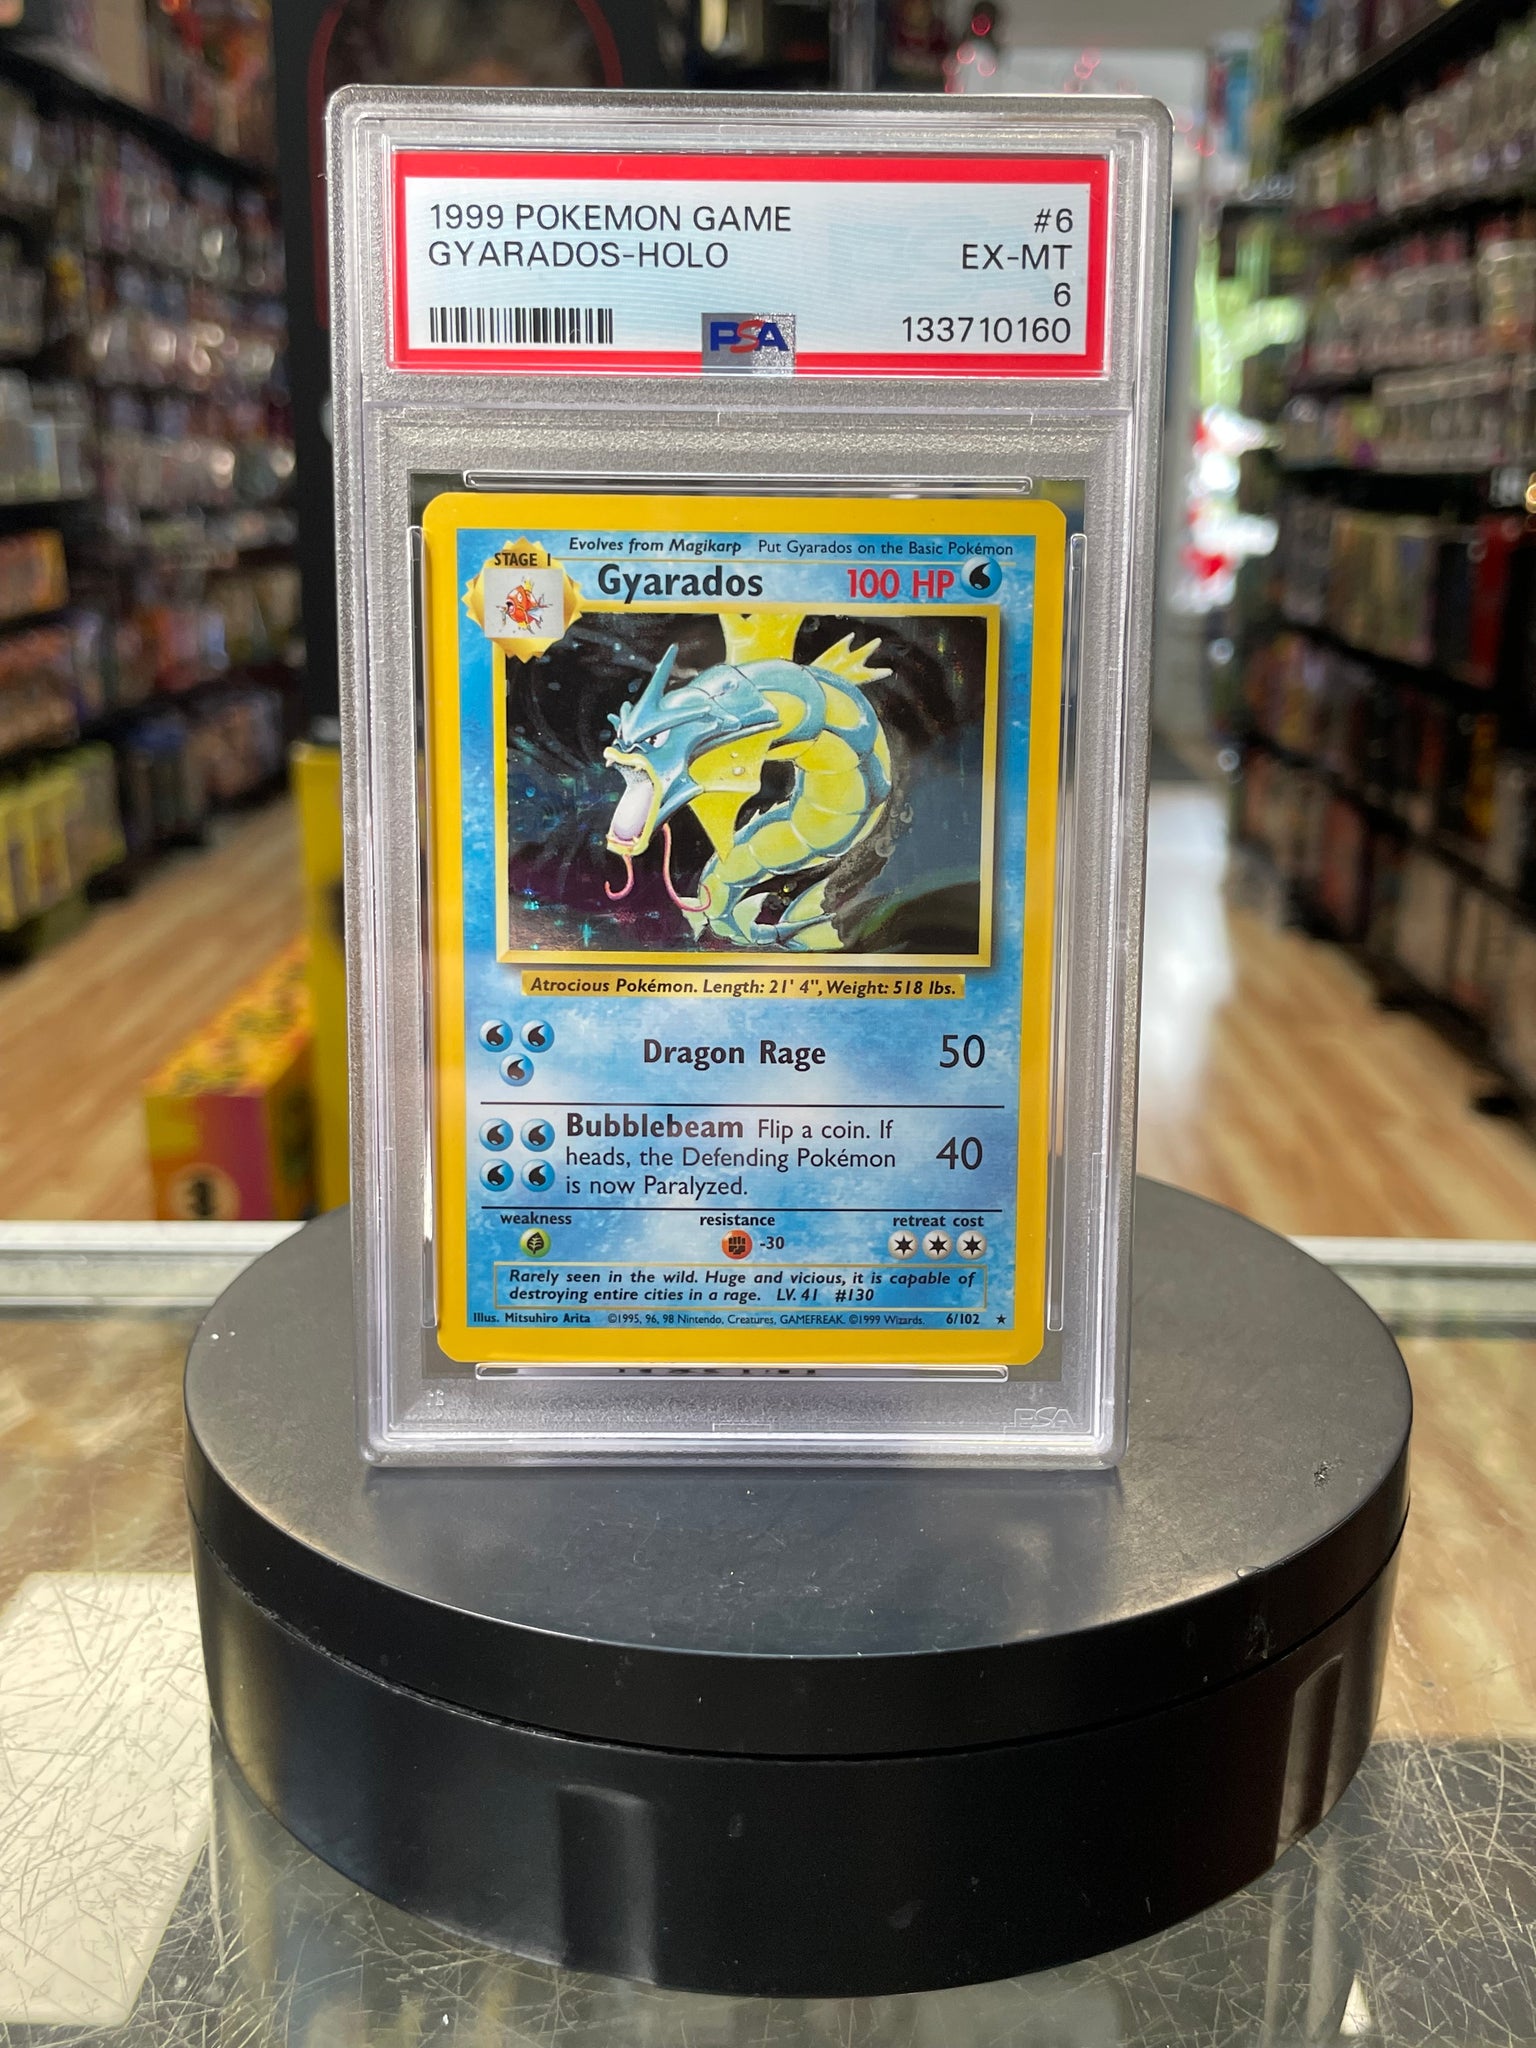 1999 POKEMON GAME #6
GYARADOS-HOLO EX-MT
6
PSA 133710160
Evolves from Magikarp Put Gyarados on the Basic Pokémon
STAGE 1
Gyarados 100 HP
Atrocious Pokémon. Length: 21' 4", Weight: 518 lbs.
Dragon Rage 50
Bubblebeam Flip a coin. If
heads, the Defending Pokémon 40
is now Paralyzed.
weakness resistance retreat cost
-30
Rarely seen in the wild. Huge and vicious, it is capable of
destroying entire cities in a rage. LV. 41 #130
Illus. Mitsuhiro Arita ©1995, 96, 98 Nintendo, Creatures, GAMEFREAK. ©1999 Wizards. 6/102 ★
PSA